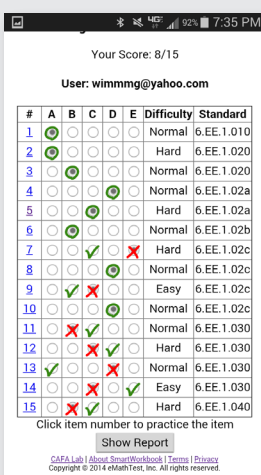 4G 92% 7:35 PM
Your Score: 8/15
User: wimmmg@yahoo.com
# A B C D E Difficulty Standard
1 Normal 6.EE.1.010
2 Hard 6.EE.1.020
3 Normal 6.EE.1.020
4 Normal 6.EE.1.02a
5 Hard 6.EE.1.02a
6 Normal 6.EE.1.02b
7 Hard 6.EE.1.02c
8 Normal 6.EE.1.02c
9 Easy 6.EE.1.02c
10 Normal 6.EE.1.02c
11 Normal 6.EE.1.030
12 Hard 6.EE.1.030
13 Normal 6.EE.1.030
14 Easy 6.EE.1.030
15 Hard 6.EE.1.040
Click item number to practice the item
Show Report
CAFA Lab | About SmartWorkbook | Terms | Privacy
Copyright © 2014 eMathTest, Inc. All rights reserved.